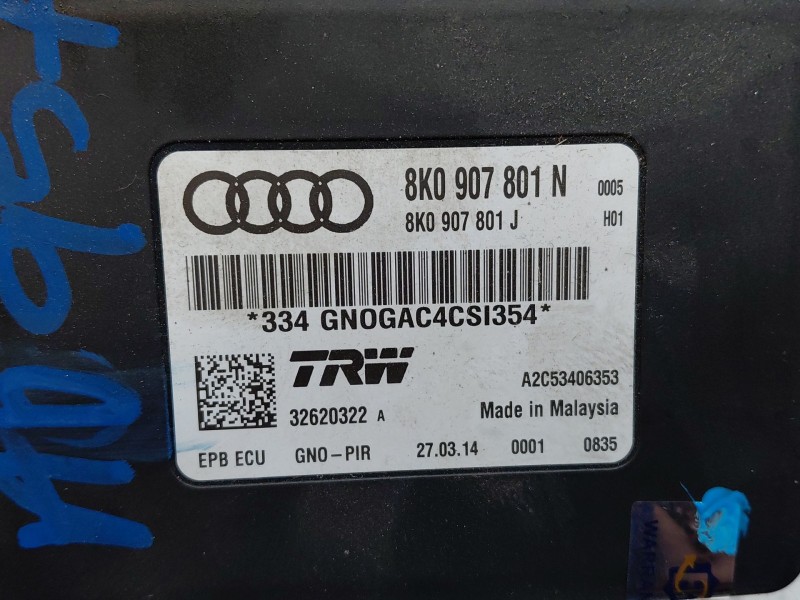 8K0 907 801 N 0005
8K0 907 801 J H01
*334 GNOGAC4CSI354*
TRW
A2C53406353
32620322 A Made in Malaysia
EPB ECU GNO-PIR 27.03.14 0001 0835